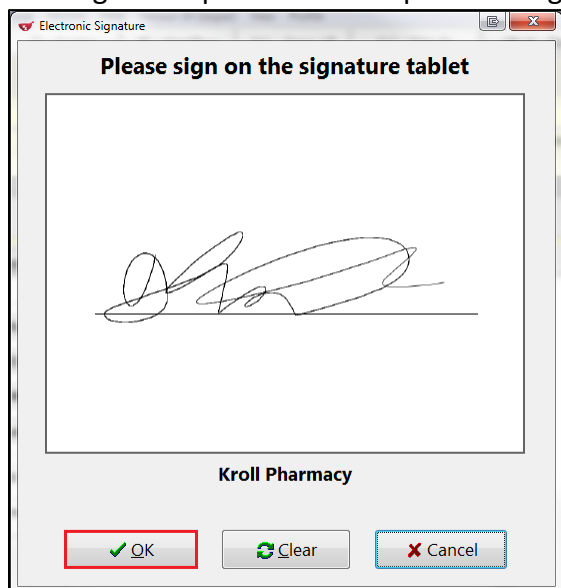 Electronic Signature
Please sign on the signature tablet
Kroll Pharmacy
OK
Clear
Cancel